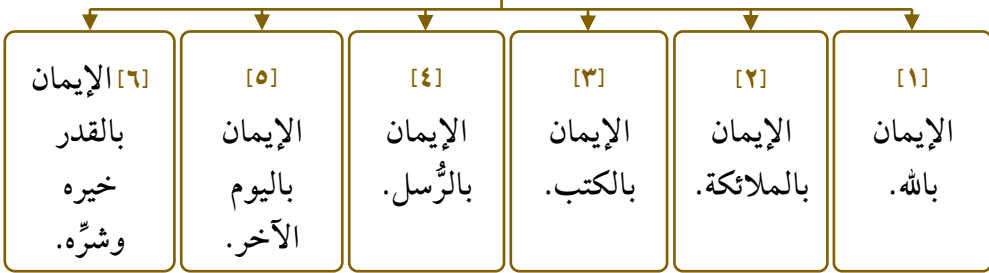 [١]
الإيمان
بالله.
[٢]
الإيمان
بالملائكة.
[٣]
الإيمان
بالكتب.
[٤]
الإيمان
بالرُّسل.
[٥]
الإيمان
باليوم
الآخر.
[٦] الإيمان
بالقدر
خيره
وشرِّه.